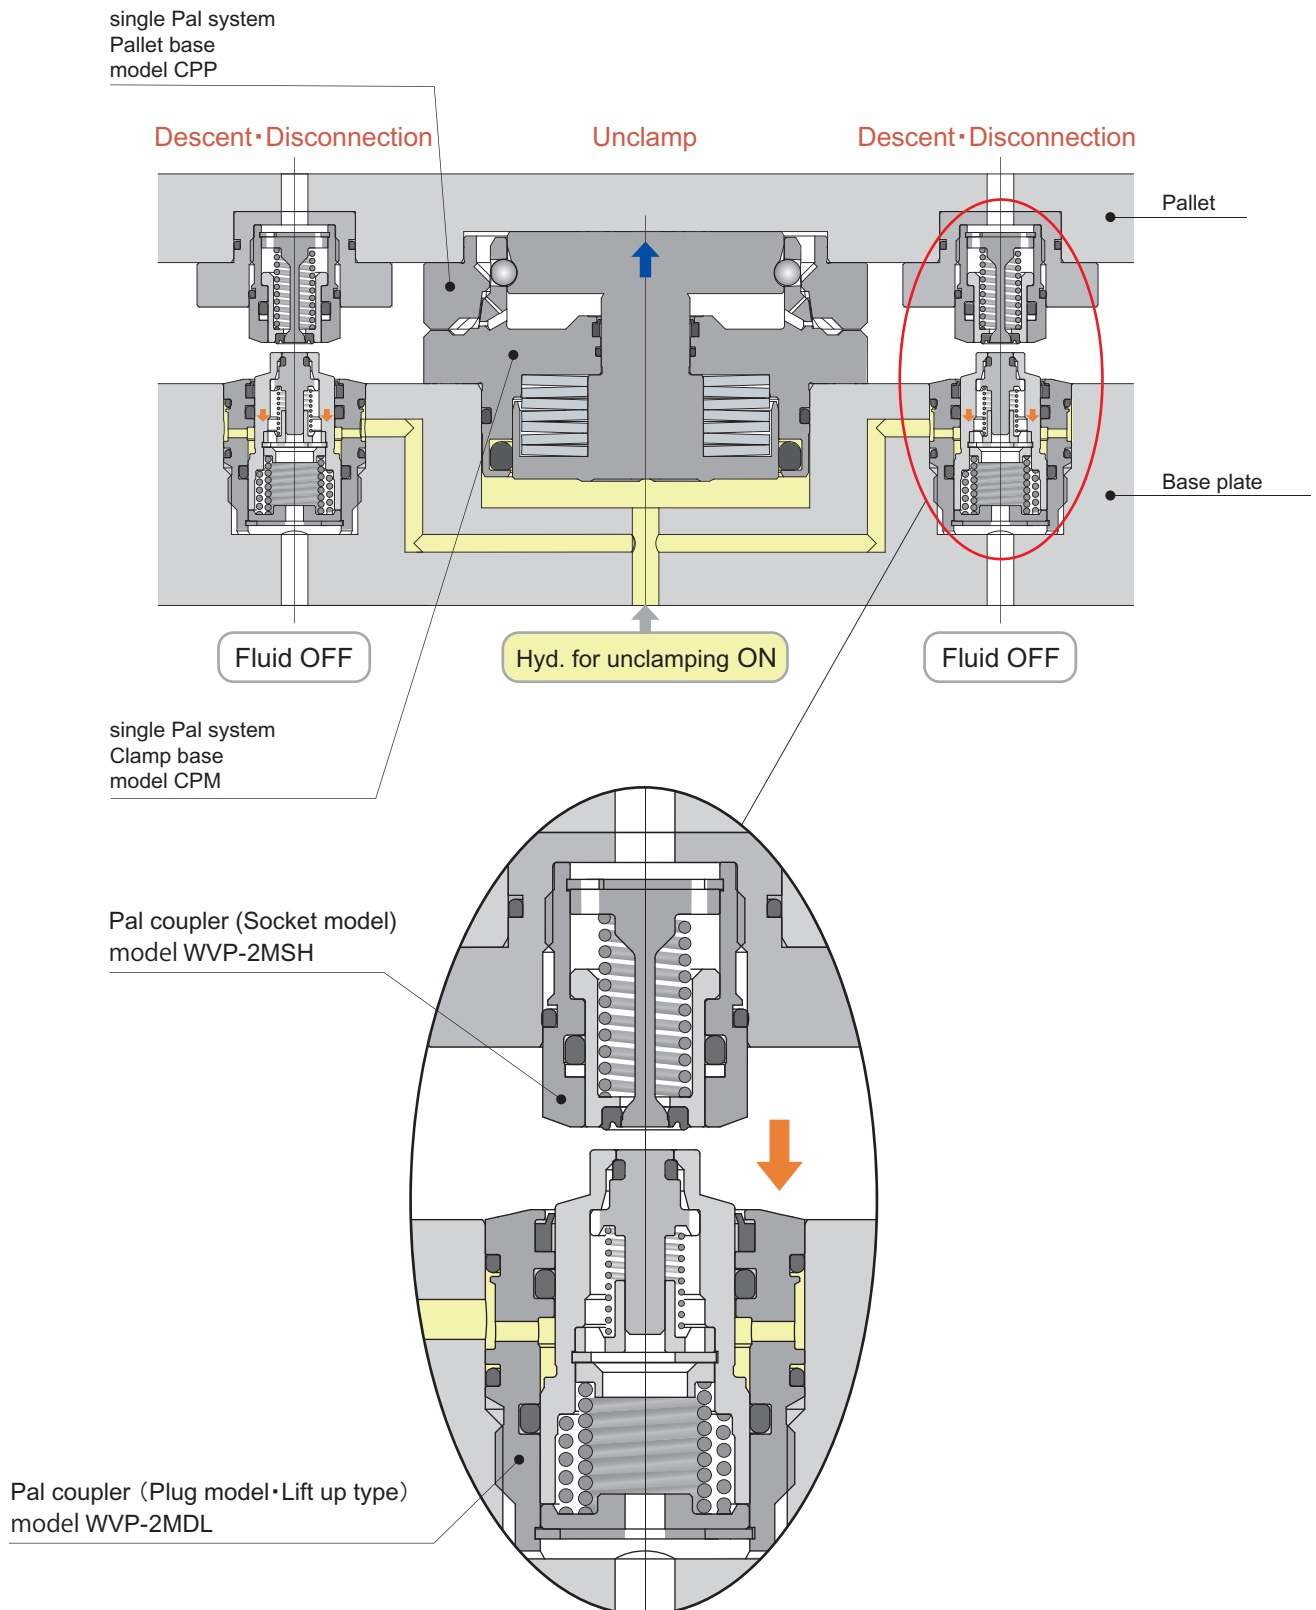 single Pal system
Pallet base
model CPP
Descent・Disconnection
Unclamp
Descent・Disconnection
Pallet
Base plate
Fluid OFF
Hyd. for unclamping ON
Fluid OFF
single Pal system
Clamp base
model CPM
Pal coupler (Socket model)
model WVP-2MSH
Pal coupler（Plug model・Lift up type）
model WVP-2MDL